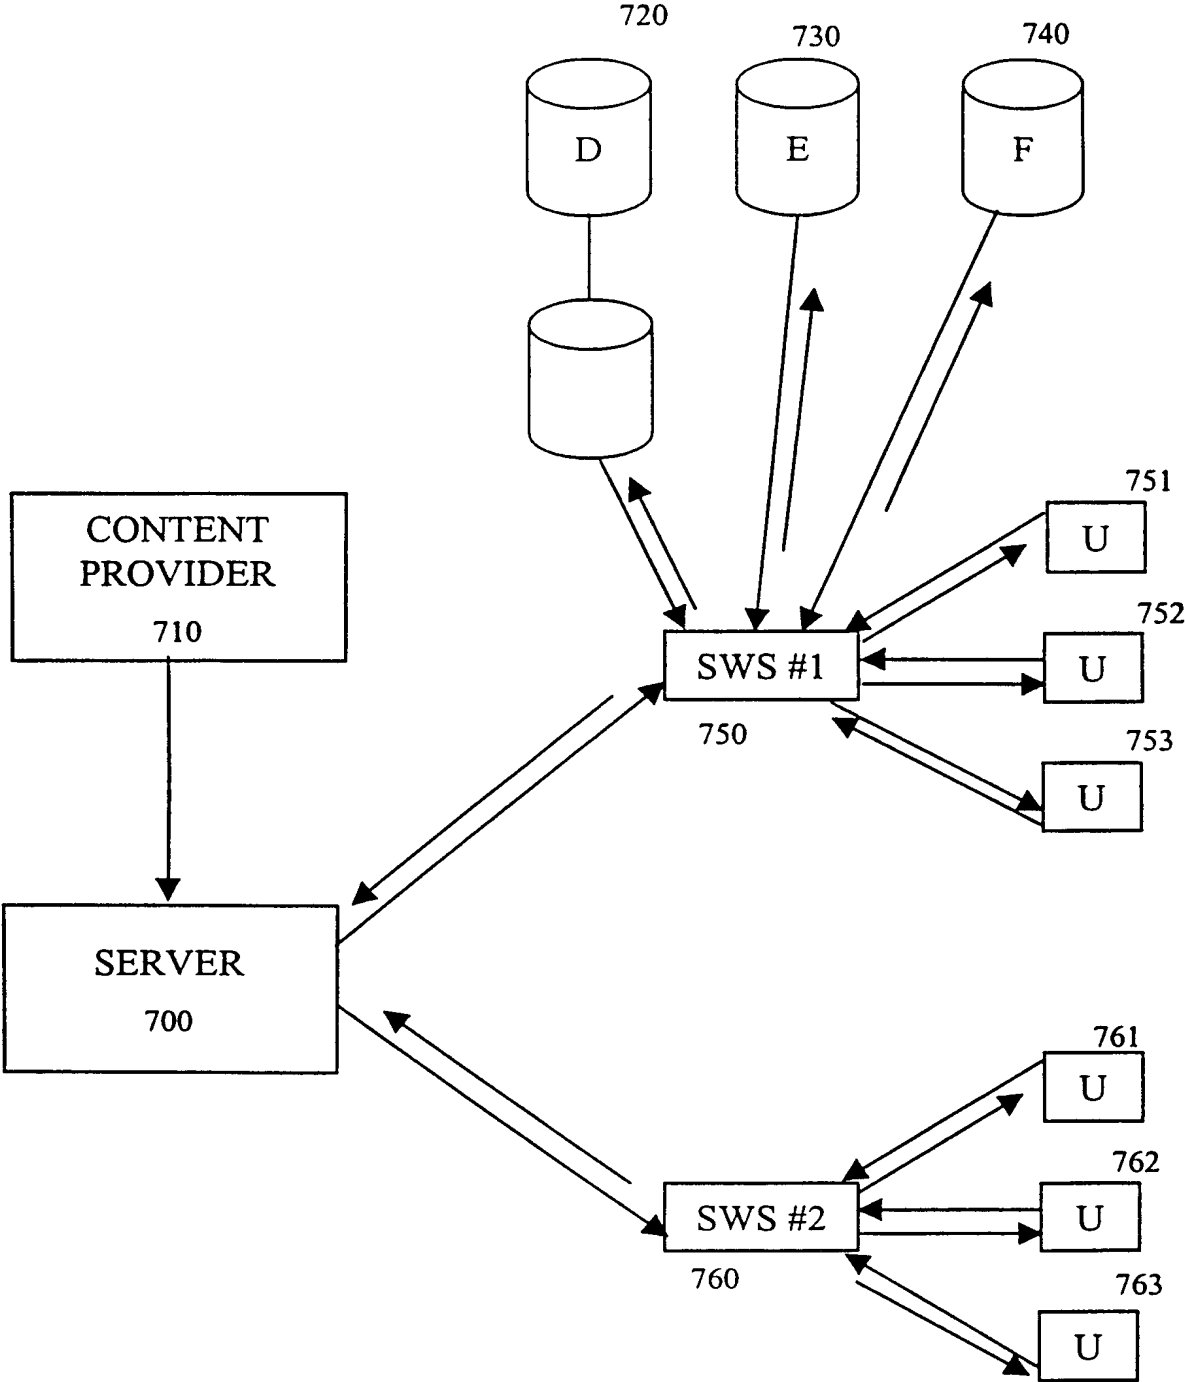 720
730
740
D
E
F
751
CONTENT
PROVIDER
710
U
752
SWS #1
U
750
753
U
SERVER
700
761
U
762
SWS #2
U
760
763
U